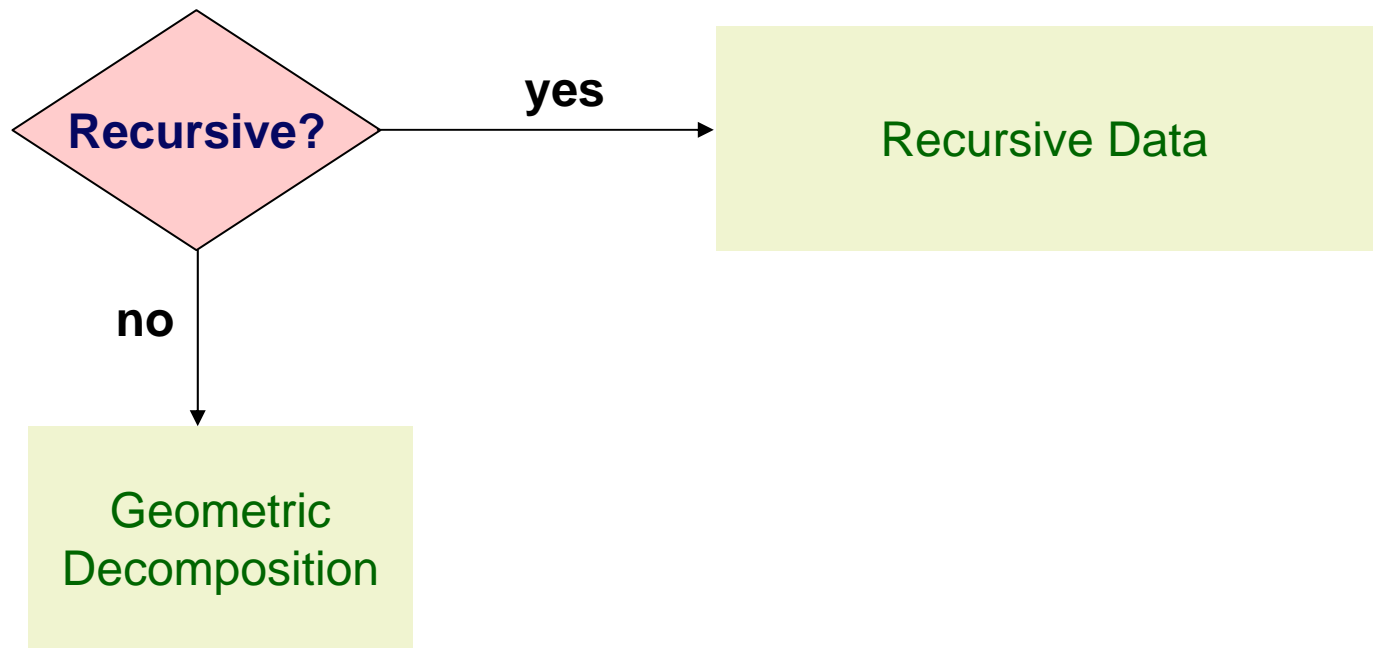 yes
Recursive?
Recursive Data
no
Geometric
Decomposition